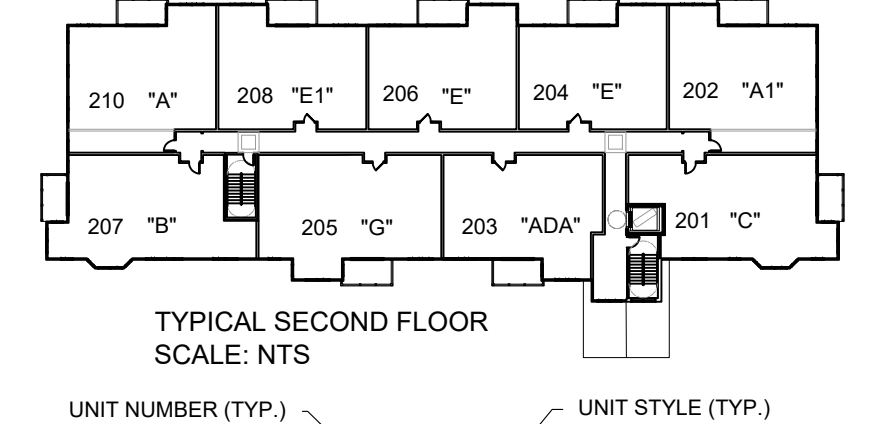 210 "A"
208 "E1"
206 "E"
204 "E"
202 "A1"
207 "B"
205 "G"
203 "ADA"
201 "C"
TYPICAL SECOND FLOOR
SCALE: NTS
UNIT NUMBER (TYP.)
UNIT STYLE (TYP.)